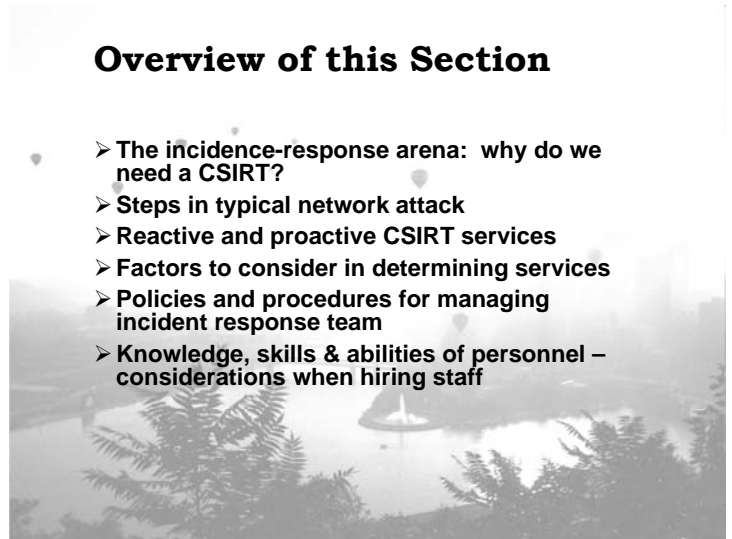 Overview of this Section
➢ The incidence-response arena:  why do we
need a CSIRT?
➢ Steps in typical network attack
➢ Reactive and proactive CSIRT services
➢ Factors to consider in determining services
➢ Policies and procedures for managing
incident response team
➢ Knowledge, skills & abilities of personnel –
considerations when hiring staff